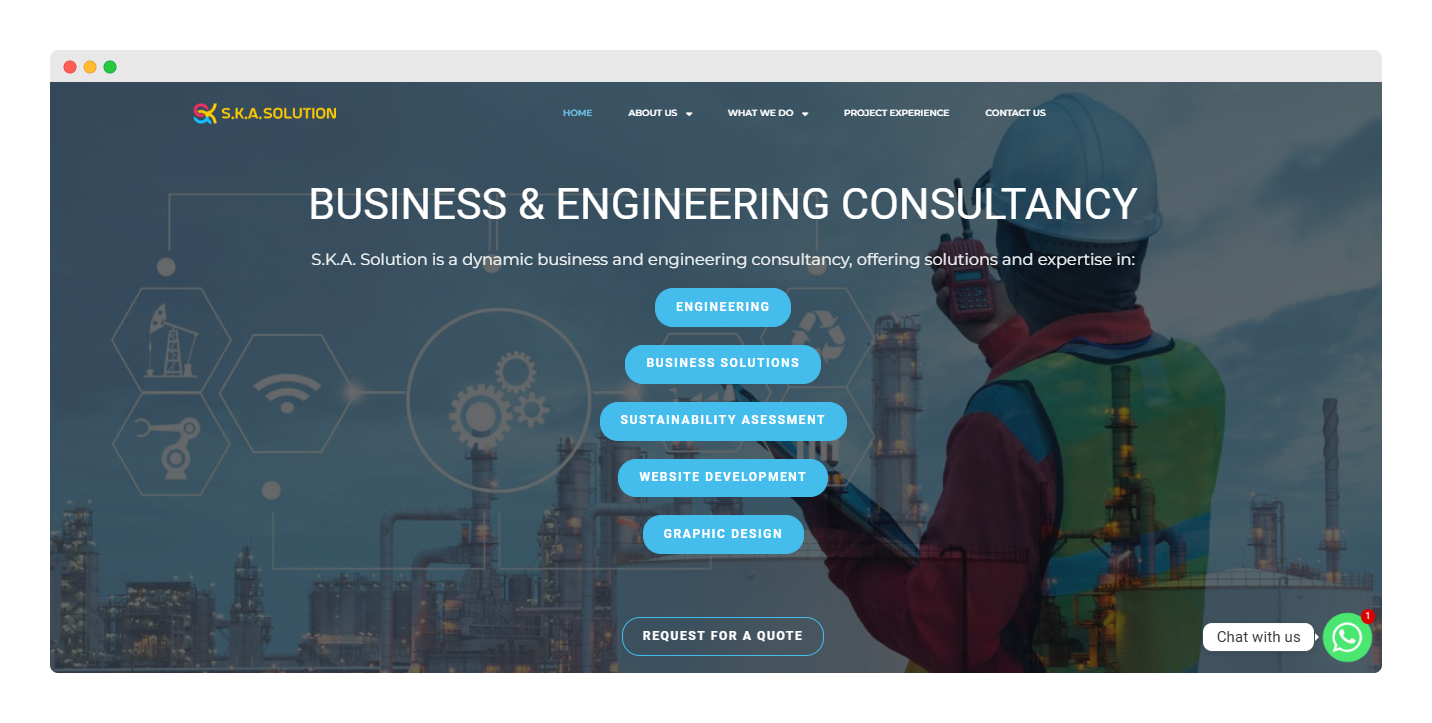 S.K.A.SOLUTION
HOME ABOUT US WHAT WE DO PROJECT EXPERIENCE CONTACT US
BUSINESS & ENGINEERING CONSULTANCY
S.K.A. Solution is a dynamic business and engineering consultancy, offering solutions and expertise in:
ENGINEERING
BUSINESS SOLUTIONS
SUSTAINABILITY ASESSMENT
WEBSITE DEVELOPMENT
GRAPHIC DESIGN
REQUEST FOR A QUOTE
Chat with us
1